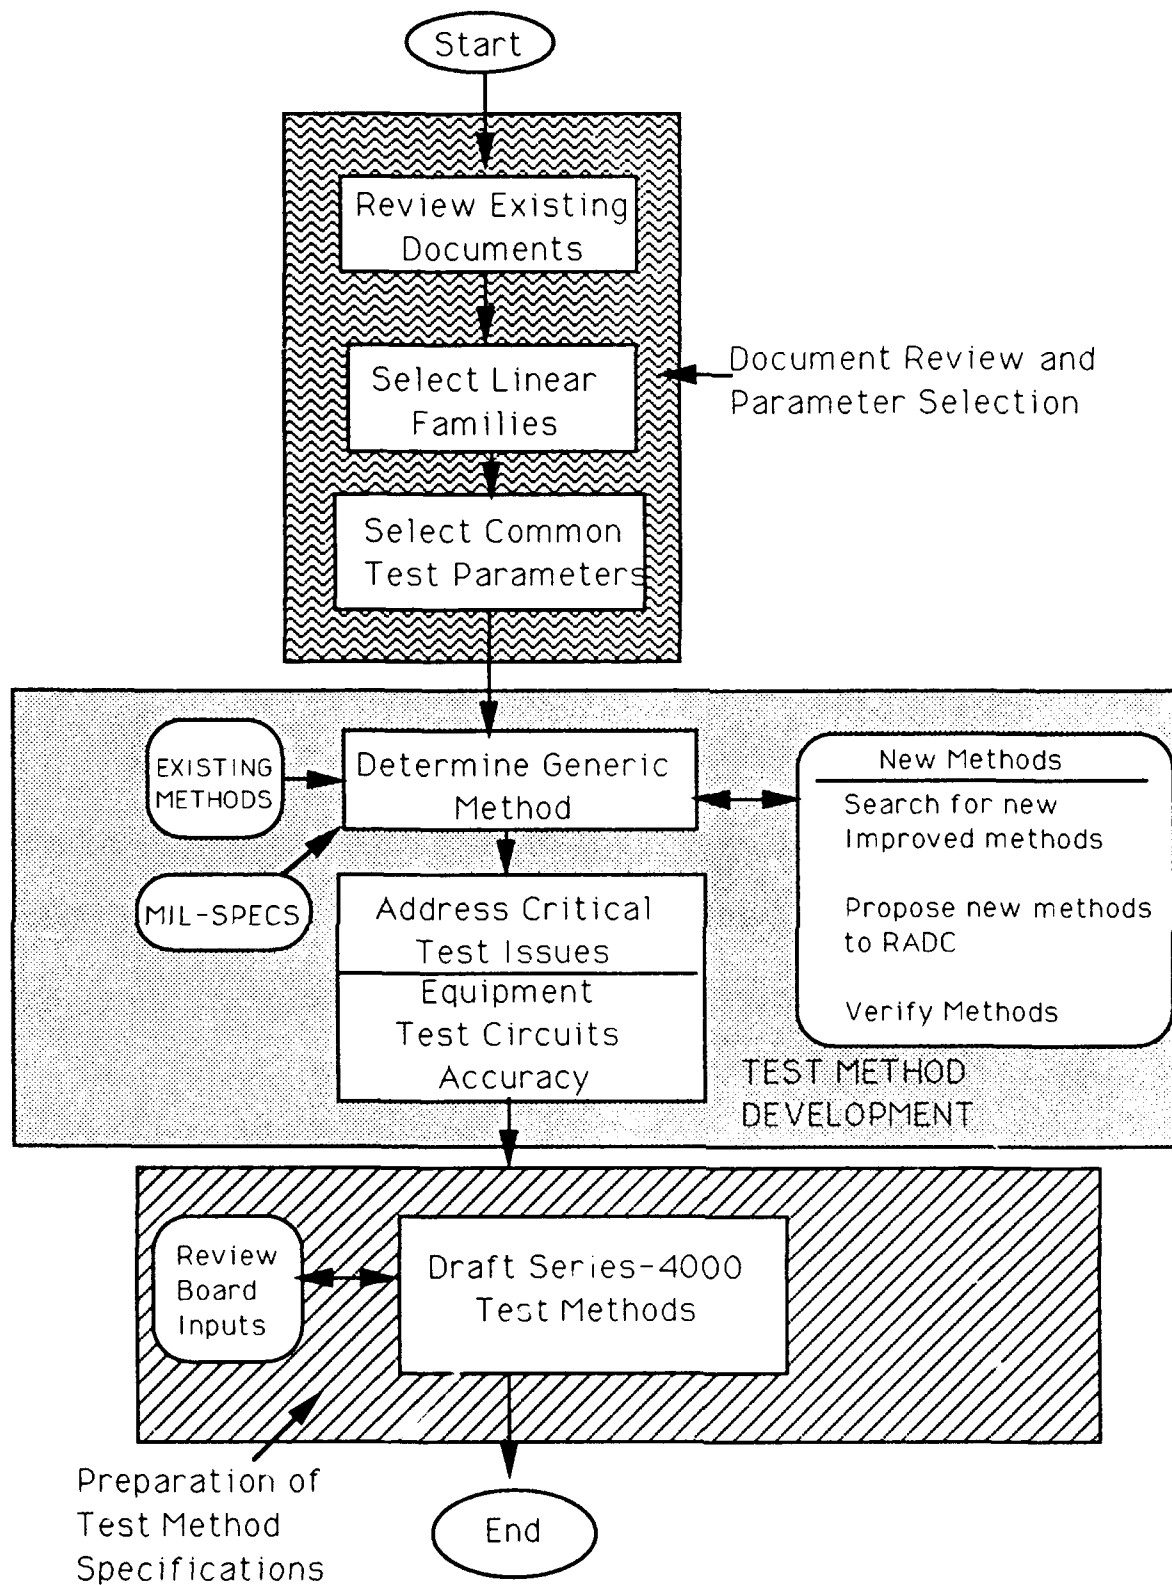 Start
Review Existing
Documents
Select Linear
Families
Document Review and
Parameter Selection
Select Common
Test Parameters
EXISTING
METHODS
Determine Generic
Method
New Methods
Search for new
Improved methods
Propose new methods
to RADC
Verify Methods
MIL-SPECS
Address Critical
Test Issues
Equipment
Test Circuits
Accuracy
TEST METHOD
DEVELOPMENT
Review
Board
Inputs
Draft Series-4000
Test Methods
Preparation of
Test Method
Specifications
End